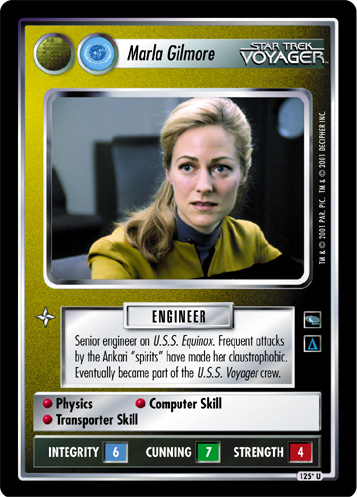 Marla Gilmore
STAR TREK
VOYAGER™
TM & © 2001 PAR. PIC. TM & © 2001 DECIPHER INC.
ENGINEER
Senior engineer on U.S.S. Equinox. Frequent attacks
by the Ankari "spirits" have made her claustrophobic.
Eventually became part of the U.S.S. Voyager crew.
• Physics • Computer Skill
• Transporter Skill
INTEGRITY 6 CUNNING 7 STRENGTH 4
125* U